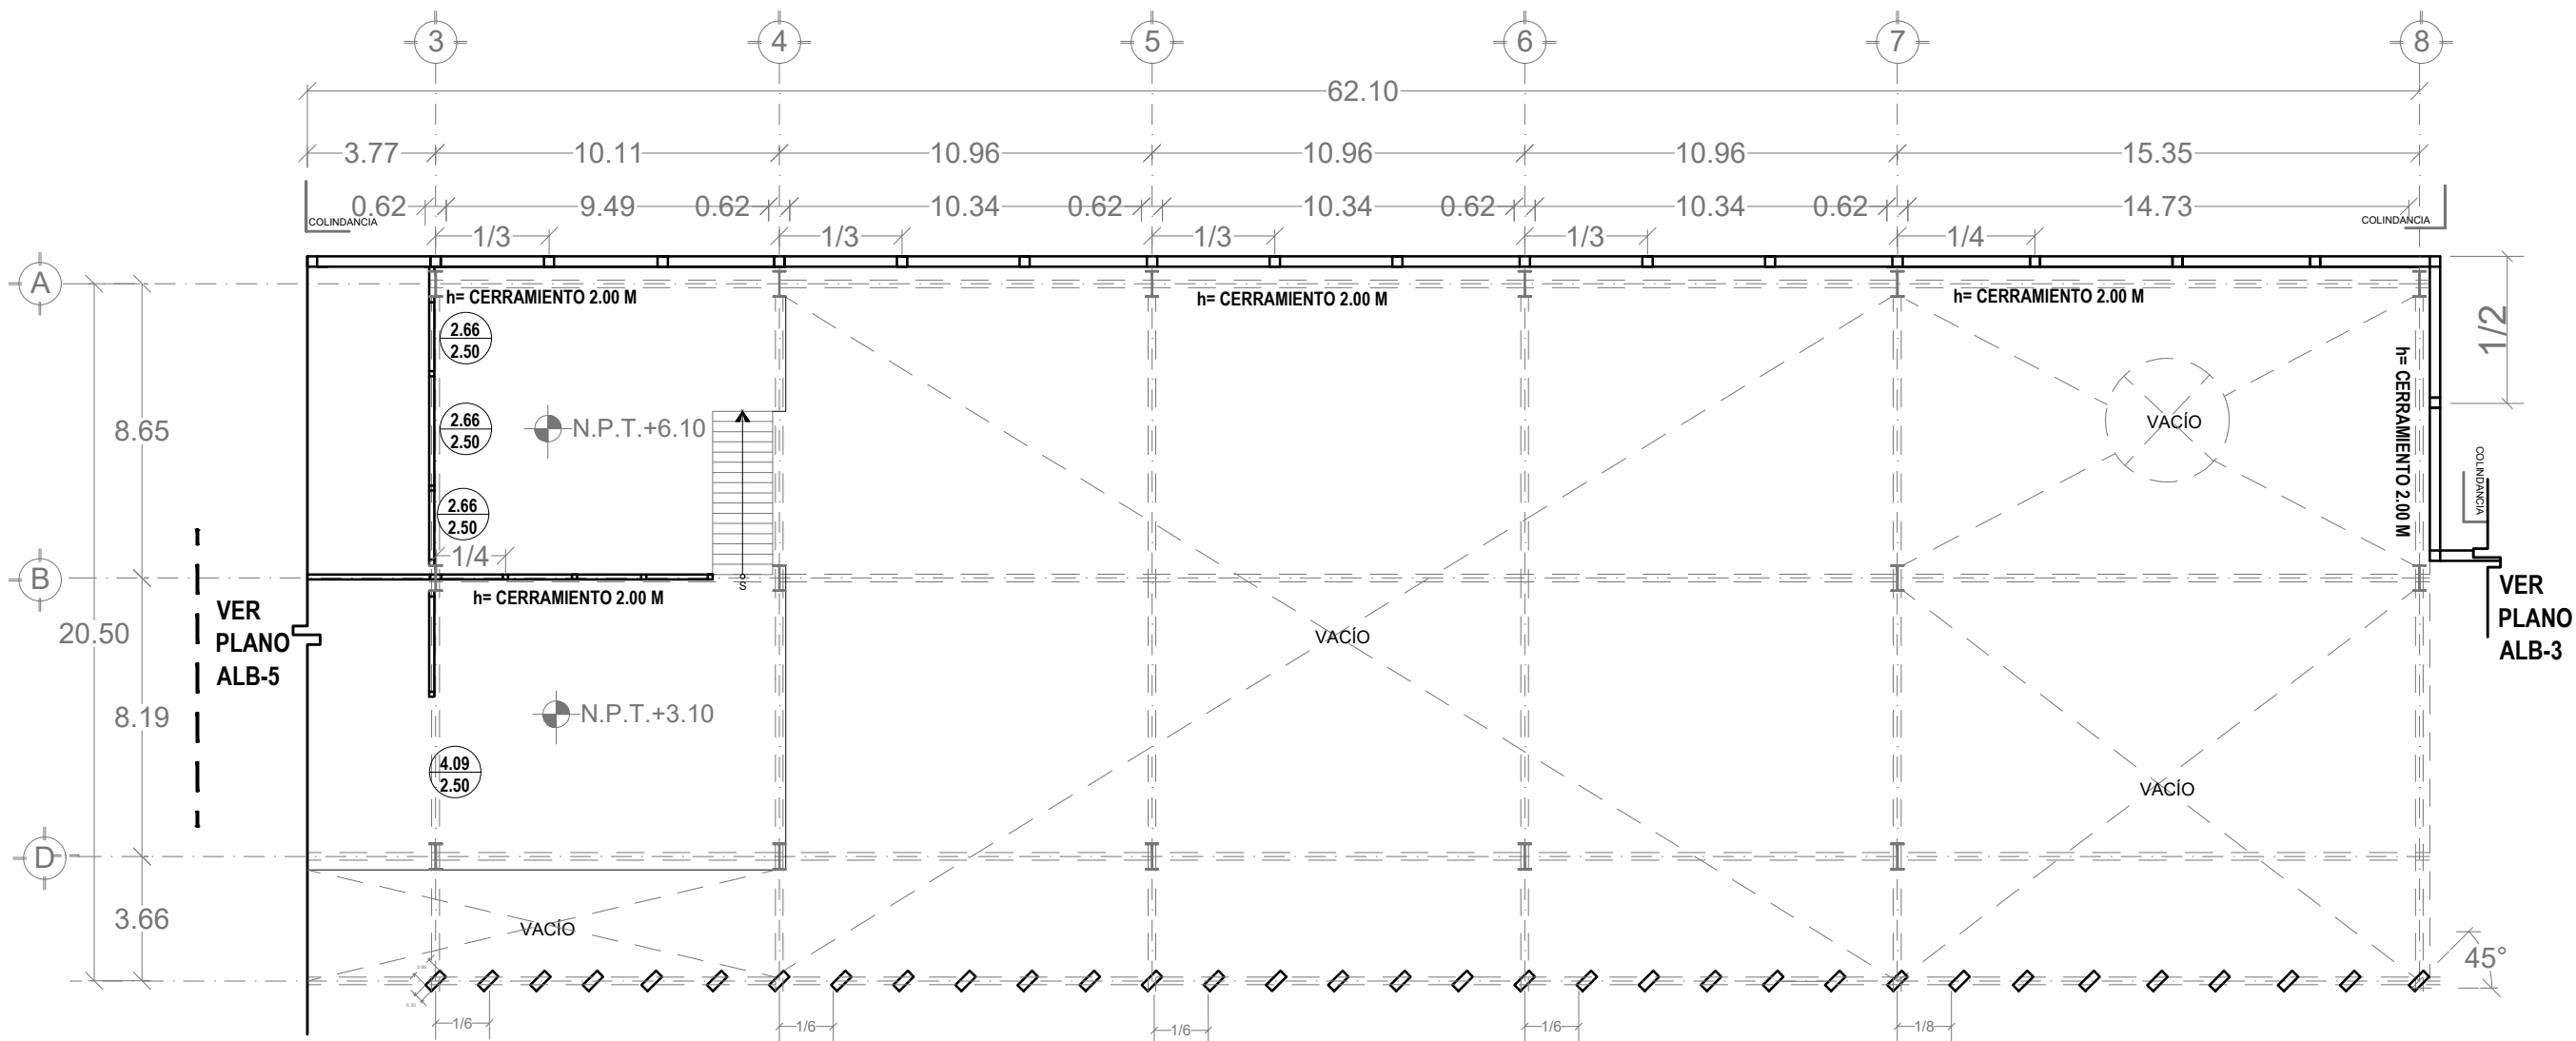 3 4 5 6 7 8
62.10
3.77 10.11 10.96 10.96 10.96 15.35
0.62 9.49 0.62 10.34 0.62 10.34 0.62 10.34 0.62 14.73
COLINDANCIA
COLINDANCIA
1/3 1/3 1/3 1/3 1/4
A
h= CERRAMIENTO 2.00 M
h= CERRAMIENTO 2.00 M
h= CERRAMIENTO 2.00 M
1/2
2.66
2.50
h= CERRAMIENTO 2.00 M
8.65
2.66
2.50
N.P.T.+6.10
VACÍO
COLINDANCIA
2.66
2.50
1/4
B
S
h= CERRAMIENTO 2.00 M
VER
PLANO
ALB-5
VER
PLANO
ALB-3
20.50
VACÍO
8.19
N.P.T.+3.10
4.09
2.50
VACÍO
D
3.66
VACÍO
45°
1/6 1/6 1/6 1/6 1/8